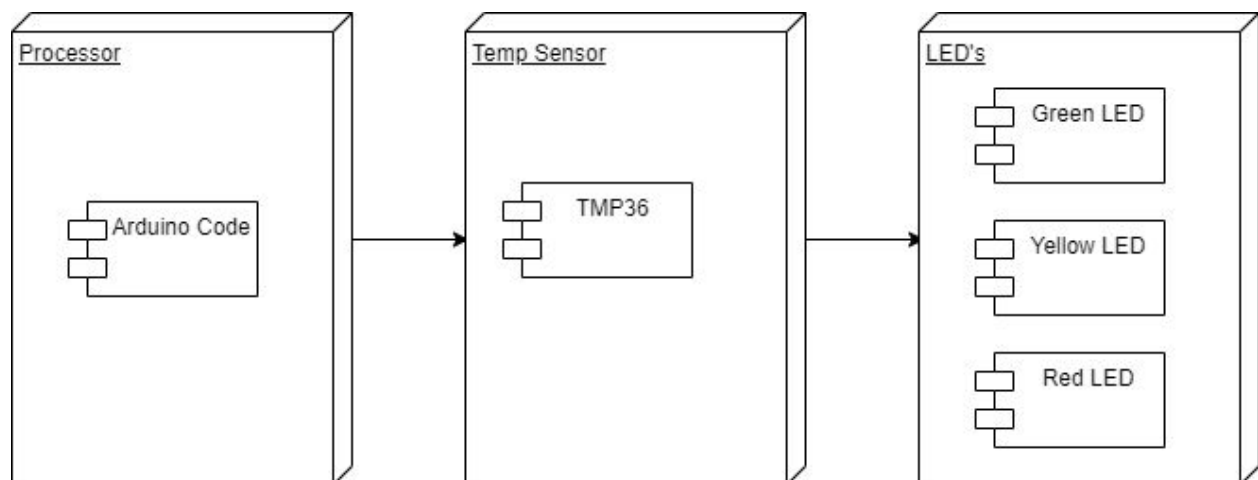 Processor
Temp Sensor
LED's
Arduino Code
TMP36
Green LED
Yellow LED
Red LED